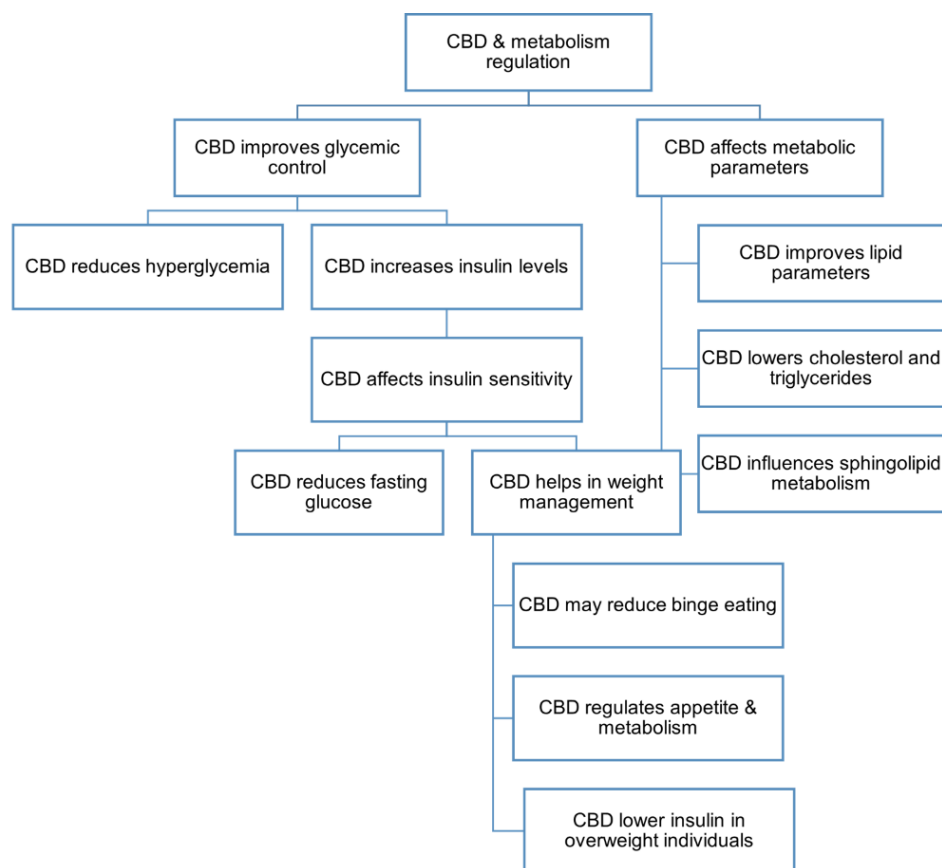 CBD & metabolism
regulation
CBD improves glycemic
control
CBD affects metabolic
parameters
CBD reduces hyperglycemia
CBD increases insulin levels
CBD improves lipid
parameters
CBD affects insulin sensitivity
CBD lowers cholesterol and
triglycerides
CBD reduces fasting
glucose
CBD helps in weight
management
CBD influences sphingolipid
metabolism
CBD may reduce binge eating
CBD regulates appetite &
metabolism
CBD lower insulin in
overweight individuals